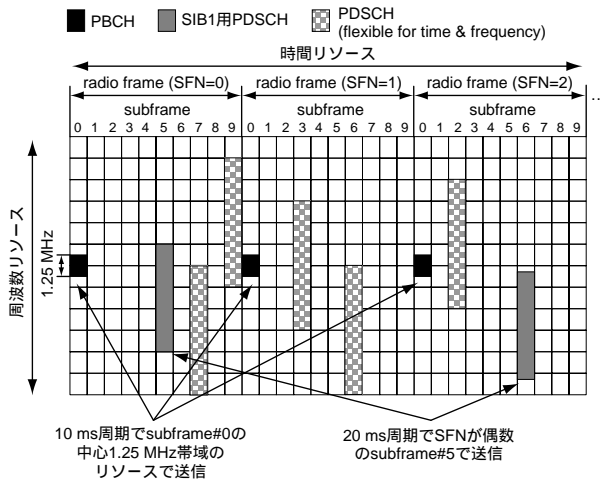 PBCH
SIB1用PDSCH
PDSCH
(flexible for time & frequency)
時間リソース
radio frame (SFN=0)
radio frame (SFN=1)
radio frame (SFN=2)
subframe
subframe
subframe
...
0 1 2 3 4 5 6 7 8 9 0 1 2 3 4 5 6 7 8 9 0 1 2 3 4 5 6 7 8 9
周波数リソース
1.25 MHz
10 ms周期でsubframe#0の
中心1.25 MHz帯域の
リソースで送信
20 ms周期でSFNが偶数
のsubframe#5で送信